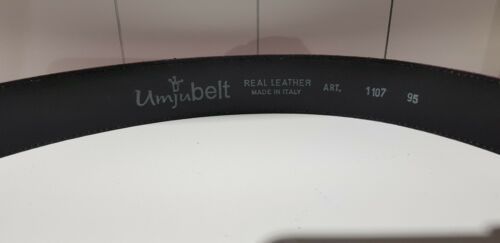 Umjubelt
REAL LEATHER
MADE IN ITALY
ART. 1107 95